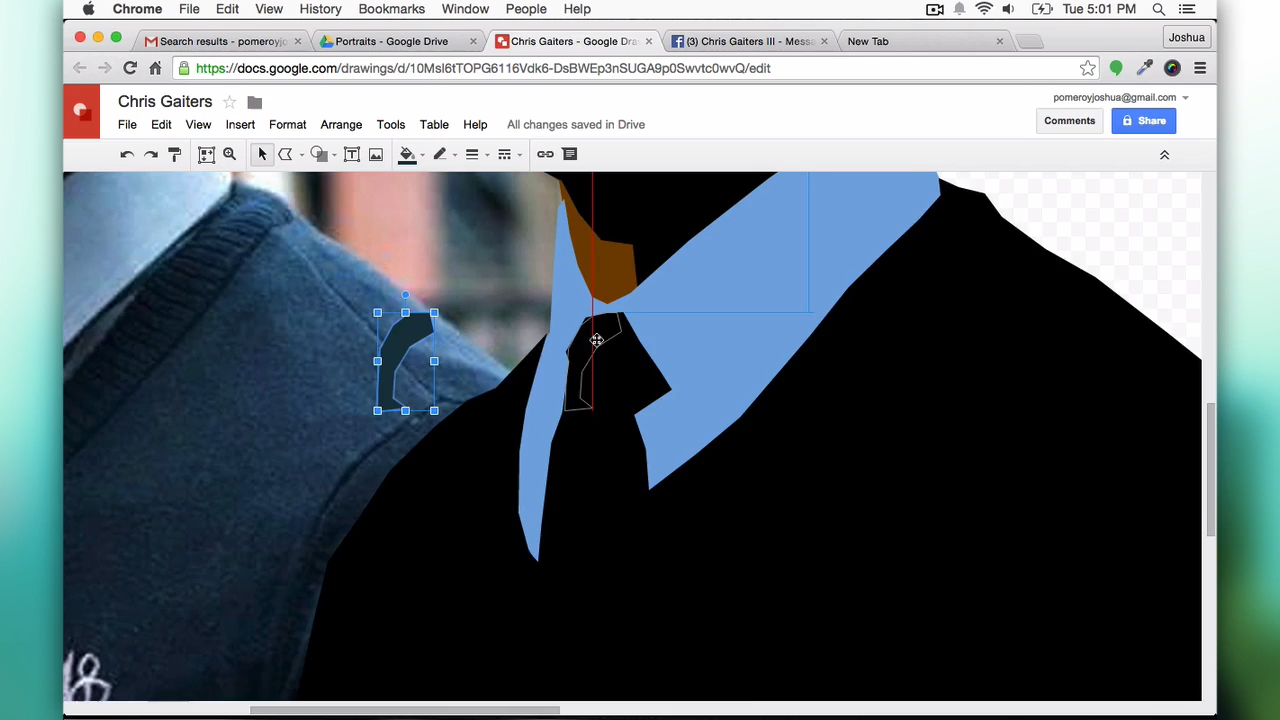 Chrome File Edit View History Bookmarks Window People Help Tue 5:01 PM
Search results - pomeroyjo Portraits - Google Drive Chris Gaiters - Google Dra (3) Chris Gaiters III - Messa New Tab Joshua
https://docs.google.com/drawings/d/10Msl6tTOPG6116Vdk6-DsBWEp3nSUGA9p0Swvtc0wvQ/edit
Chris Gaiters pomeroyjoshua@gmail.com
File Edit View Insert Format Arrange Tools Table Help All changes saved in Drive Comments Share